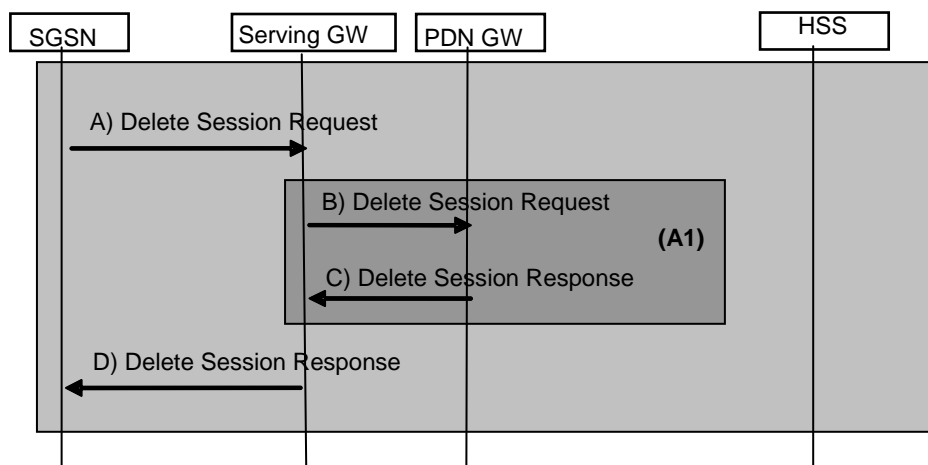 SGSN
Serving GW
PDN GW
HSS
A) Delete Session Request
B) Delete Session Request
(A1)
C) Delete Session Response
D) Delete Session Response